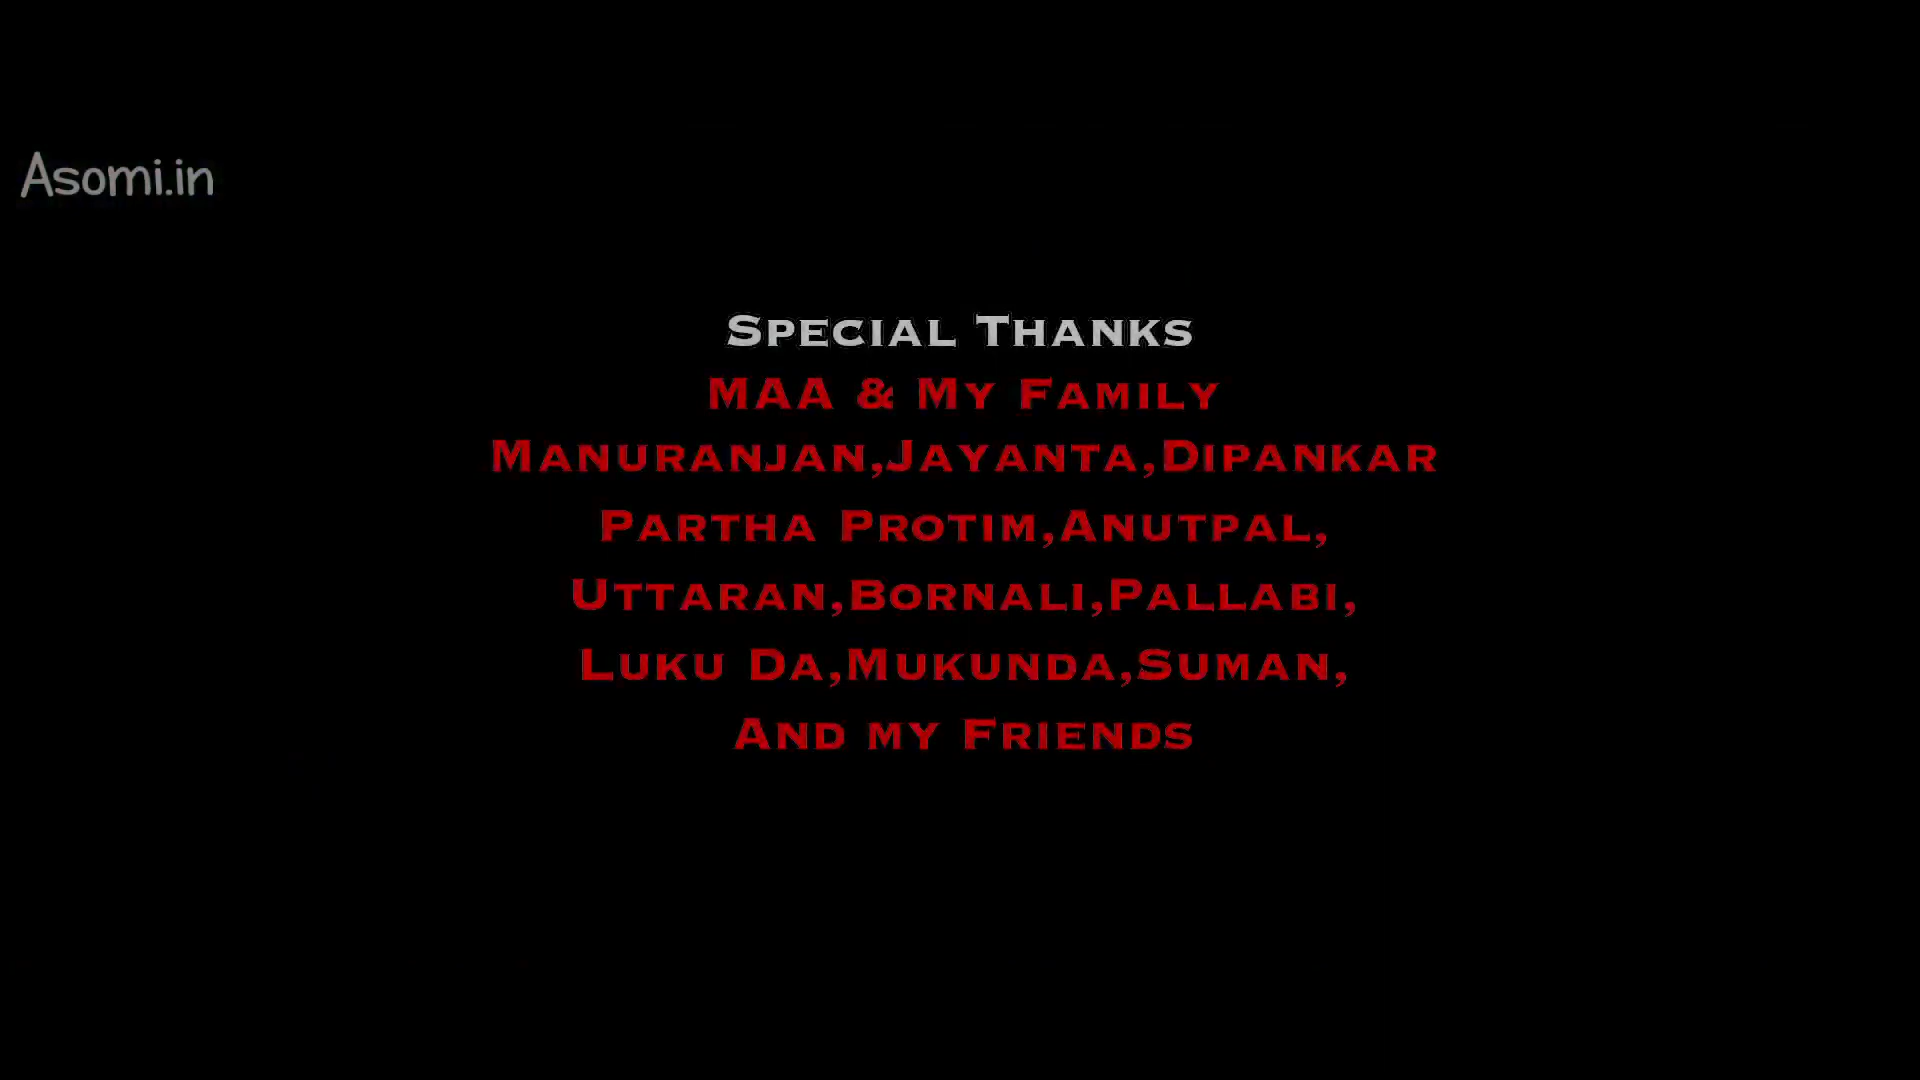 Asomi.in
Special Thanks
MAA & My Family
Manuranjan,Jayanta,Dipankar
Partha Protim,Anutpal,
Uttaran,Bornali,Pallabi,
Luku Da,Mukunda,Suman,
And my Friends